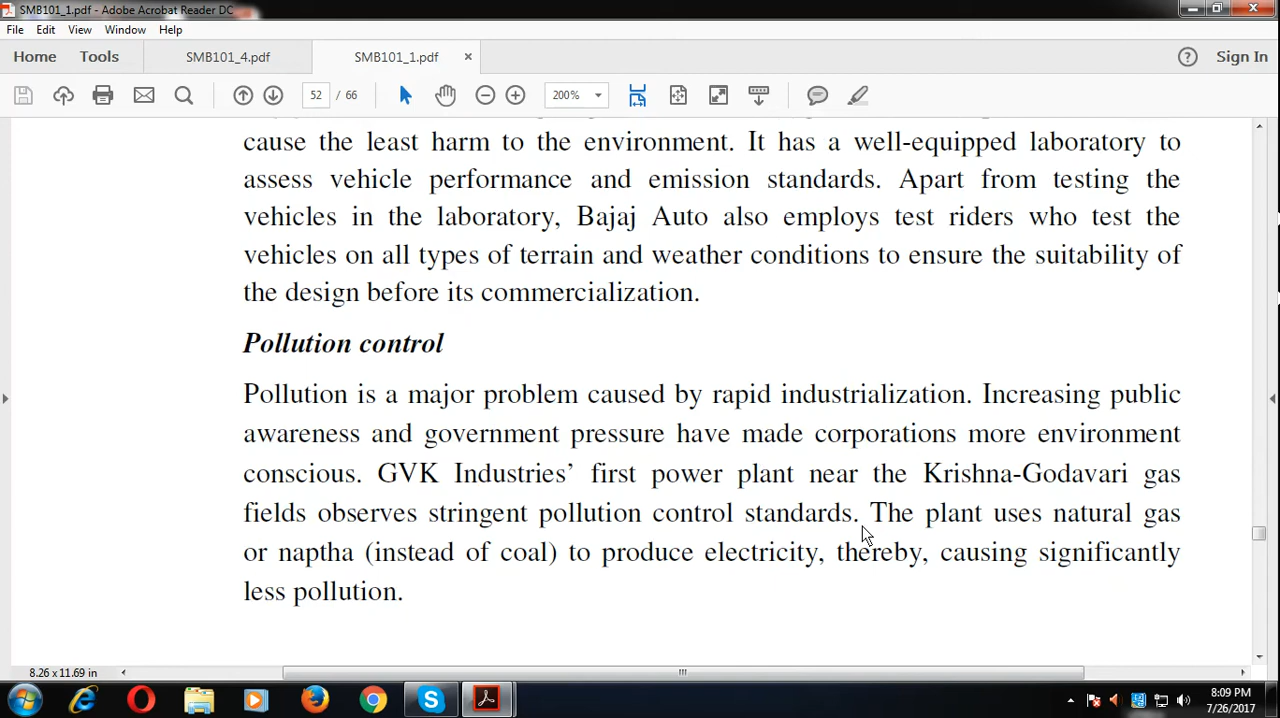 SMB101_1.pdf - Adobe Acrobat Reader DC
File Edit View Window Help
Home Tools SMB101_4.pdf SMB101_1.pdf × ? Sign In
52 / 66 200%
cause the least harm to the environment. It has a well-equipped laboratory to
assess vehicle performance and emission standards. Apart from testing the
vehicles in the laboratory, Bajaj Auto also employs test riders who test the
vehicles on all types of terrain and weather conditions to ensure the suitability of
the design before its commercialization.
Pollution control
Pollution is a major problem caused by rapid industrialization. Increasing public
awareness and government pressure have made corporations more environment
conscious. GVK Industries’ first power plant near the Krishna-Godavari gas
fields observes stringent pollution control standards. The plant uses natural gas
or naptha (instead of coal) to produce electricity, thereby, causing significantly
less pollution.
8.26 x 11.69 in
8:09 PM
7/26/2017